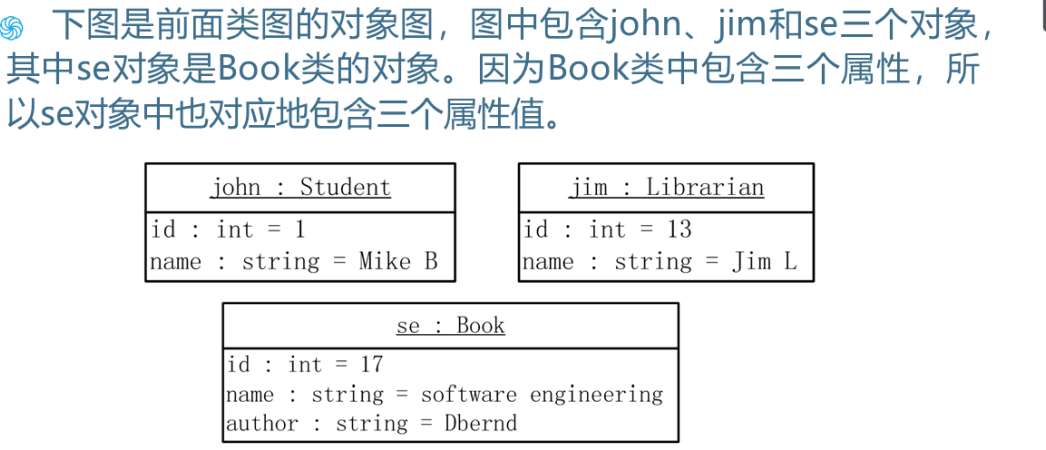 下图是前面类图的对象图，图中包含john、jim和se三个对象，
其中se对象是Book类的对象。因为Book类中包含三个属性，所
以se对象中也对应地包含三个属性值。
john : Student
id : int = 1
name : string = Mike B
jim : Librarian
id : int = 13
name : string = Jim L
se : Book
id : int = 17
name : string = software engineering
author : string = Dbernd